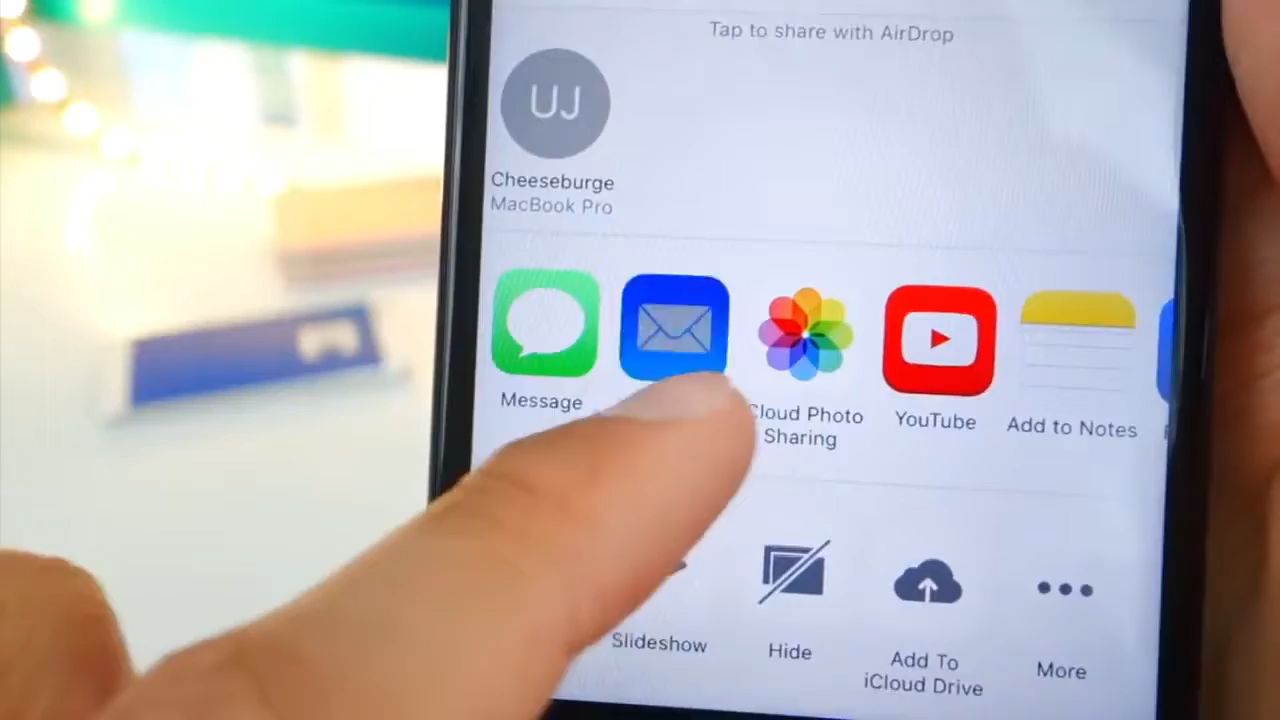 Tap to share with AirDrop
UJ
Cheeseburge
MacBook Pro
Message
Cloud Photo
Sharing
YouTube
Add to Notes
Slideshow
Hide
Add To
iCloud Drive
More